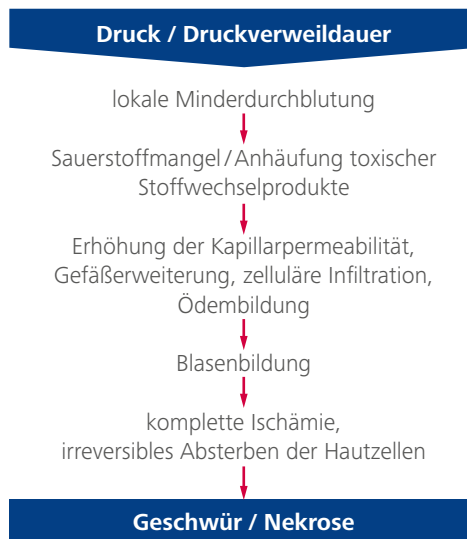 Druck / Druckverweildauer
lokale Minderdurchblutung
Sauerstoffmangel / Anhäufung toxischer
Stoffwechselprodukte
Erhöhung der Kapillarpermeabilität,
Gefäßerweiterung, zelluläre Infiltration,
Ödembildung
Blasenbildung
komplette Ischämie,
irreversibles Absterben der Hautzellen
Geschwür / Nekrose